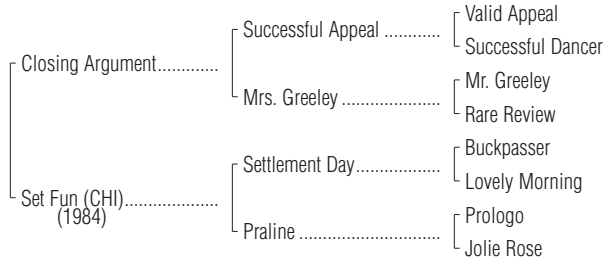 Valid Appeal
Successful Appeal ............
Successful Dancer
Closing Argument.............
Mr. Greeley
Mrs. Greeley .....................
Rare Review
Buckpasser
Settlement Day..................
Lovely Morning
Set Fun (CHI)....................
(1984)
Prologo
Praline ..............................
Jolie Rose